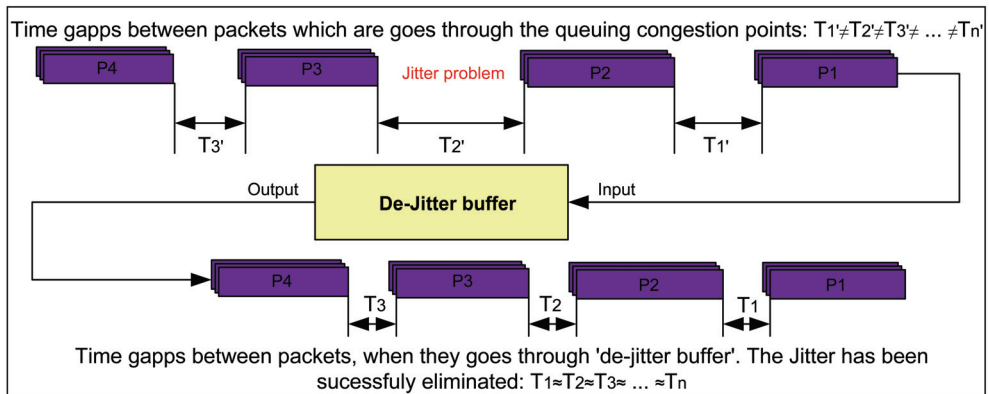 Time gapps between packets which are goes through the queuing congestion points: T1'≠T2'≠T3'≠ ... ≠Tn'
P4
P3
Jitter problem
P2
P1
T3'
T2'
T1'
Output
De-Jitter buffer
Input
P4
P3
P2
P1
T3
T2
T1
Time gapps between packets, when they goes through 'de-jitter buffer'. The Jitter has been
sucessfuly eliminated: T1≈T2≈T3≈ ... ≈Tn